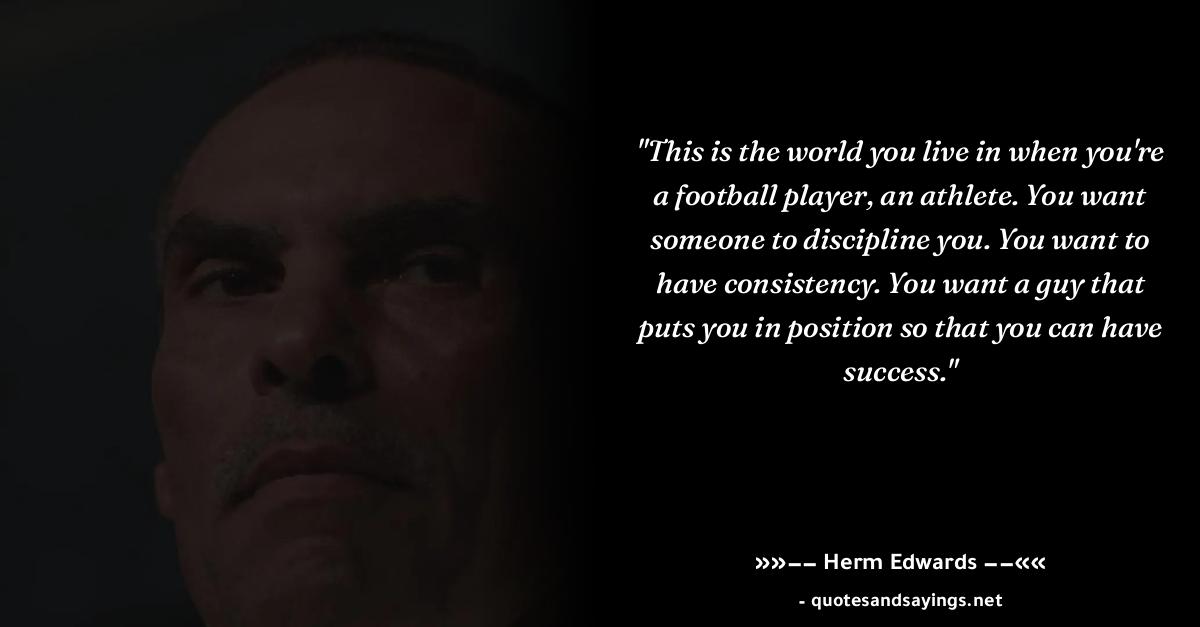 "This is the world you live in when you're
a football player, an athlete. You want
someone to discipline you. You want to
have consistency. You want a guy that
puts you in position so that you can have
success."
»»−− Herm Edwards −−««
- quotesandsayings.net